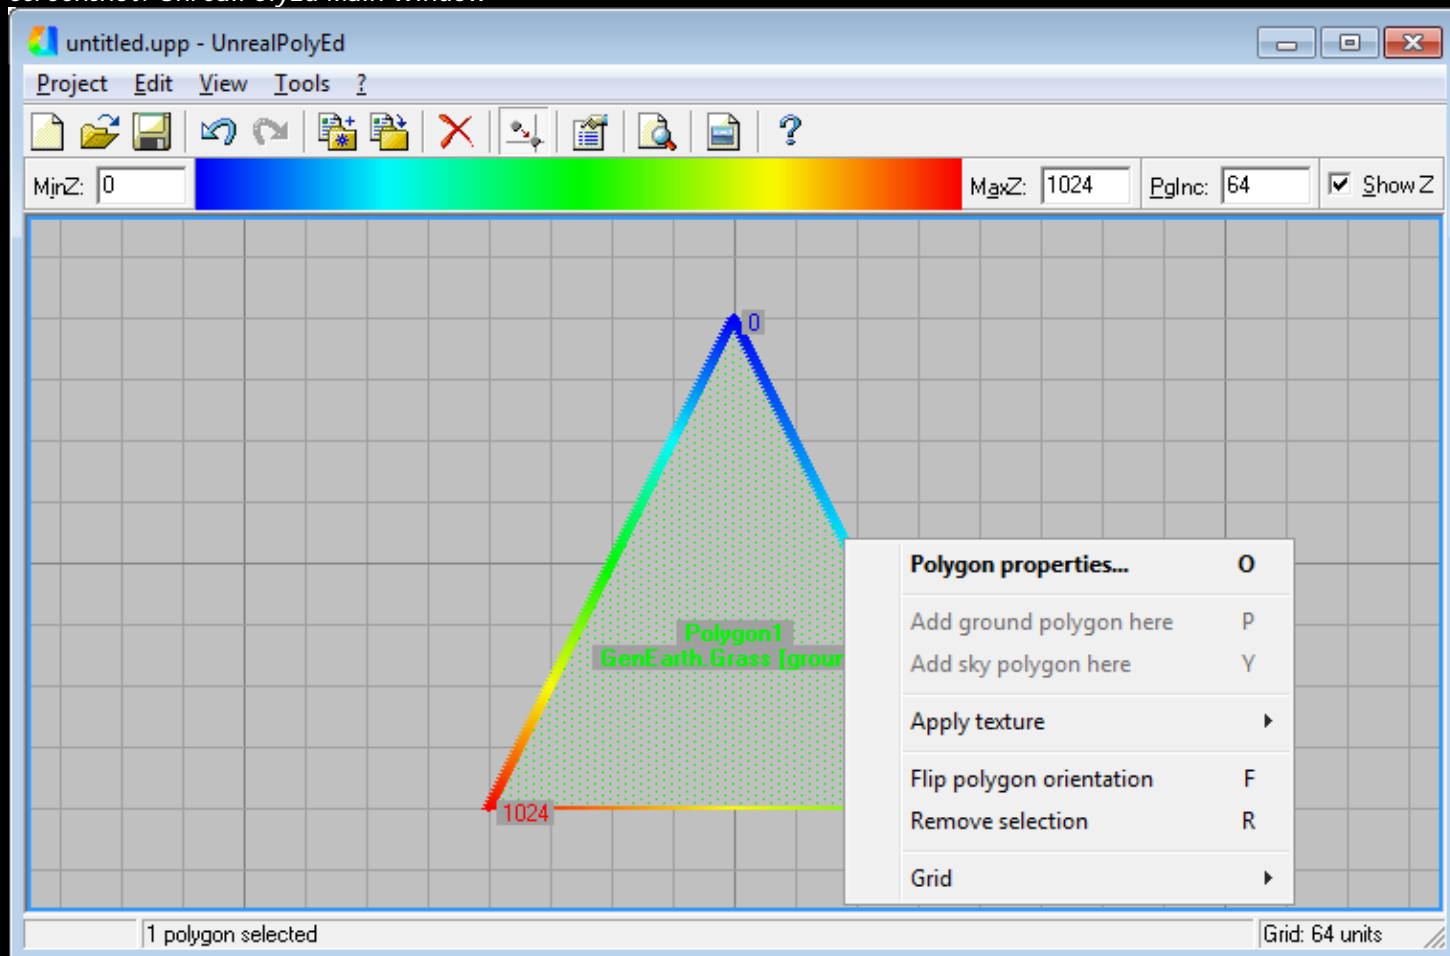 untitled.upp - UnrealPolyEd
Project Edit View Tools ?
MinZ: 0 MaxZ: 1024 PgInc: 64 Show Z
0
Polygon1
GenEarth.Grass [groun
1024
Polygon properties... O
Add ground polygon here P
Add sky polygon here Y
Apply texture
Flip polygon orientation F
Remove selection R
Grid
1 polygon selected Grid: 64 units